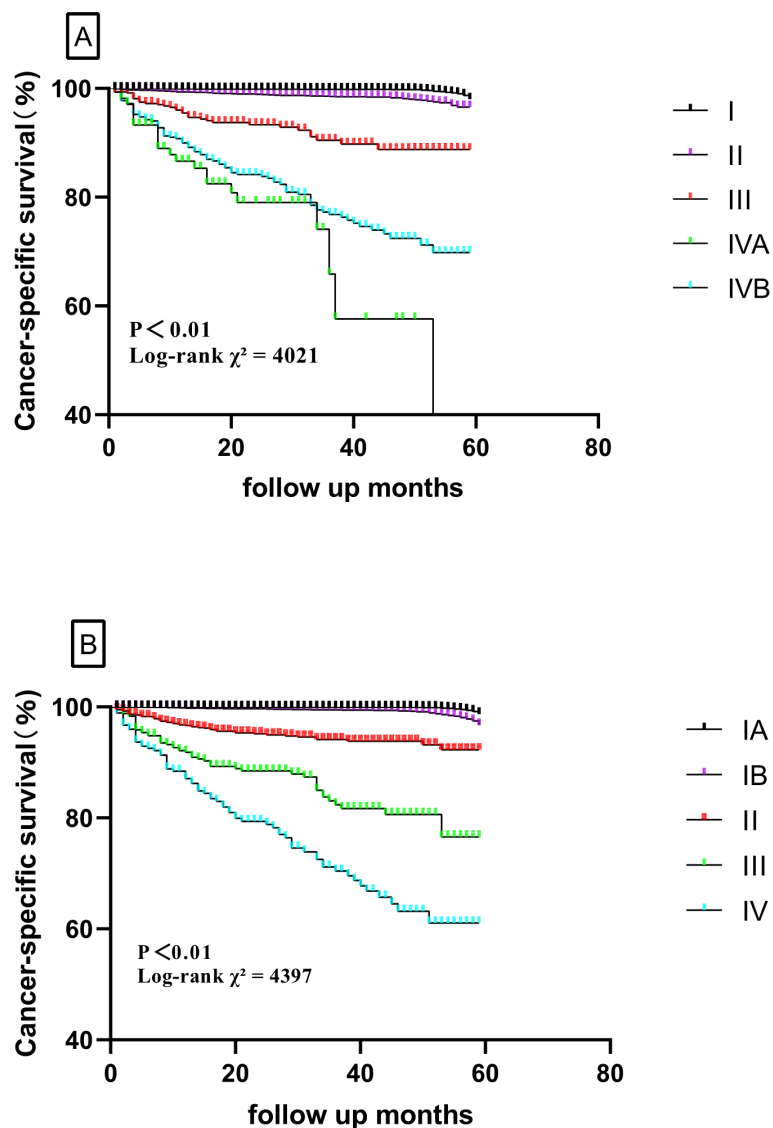 A
Cancer-specific survival (%)
100
80
60
40
0 20 40 60 80
follow up months
P < 0.01
Log-rank χ² = 4021
I
II
III
IVA
IVB
B
Cancer-specific survival (%)
100
80
60
40
0 20 40 60 80
follow up months
P <0.01
Log-rank χ² = 4397
IA
IB
II
III
IV